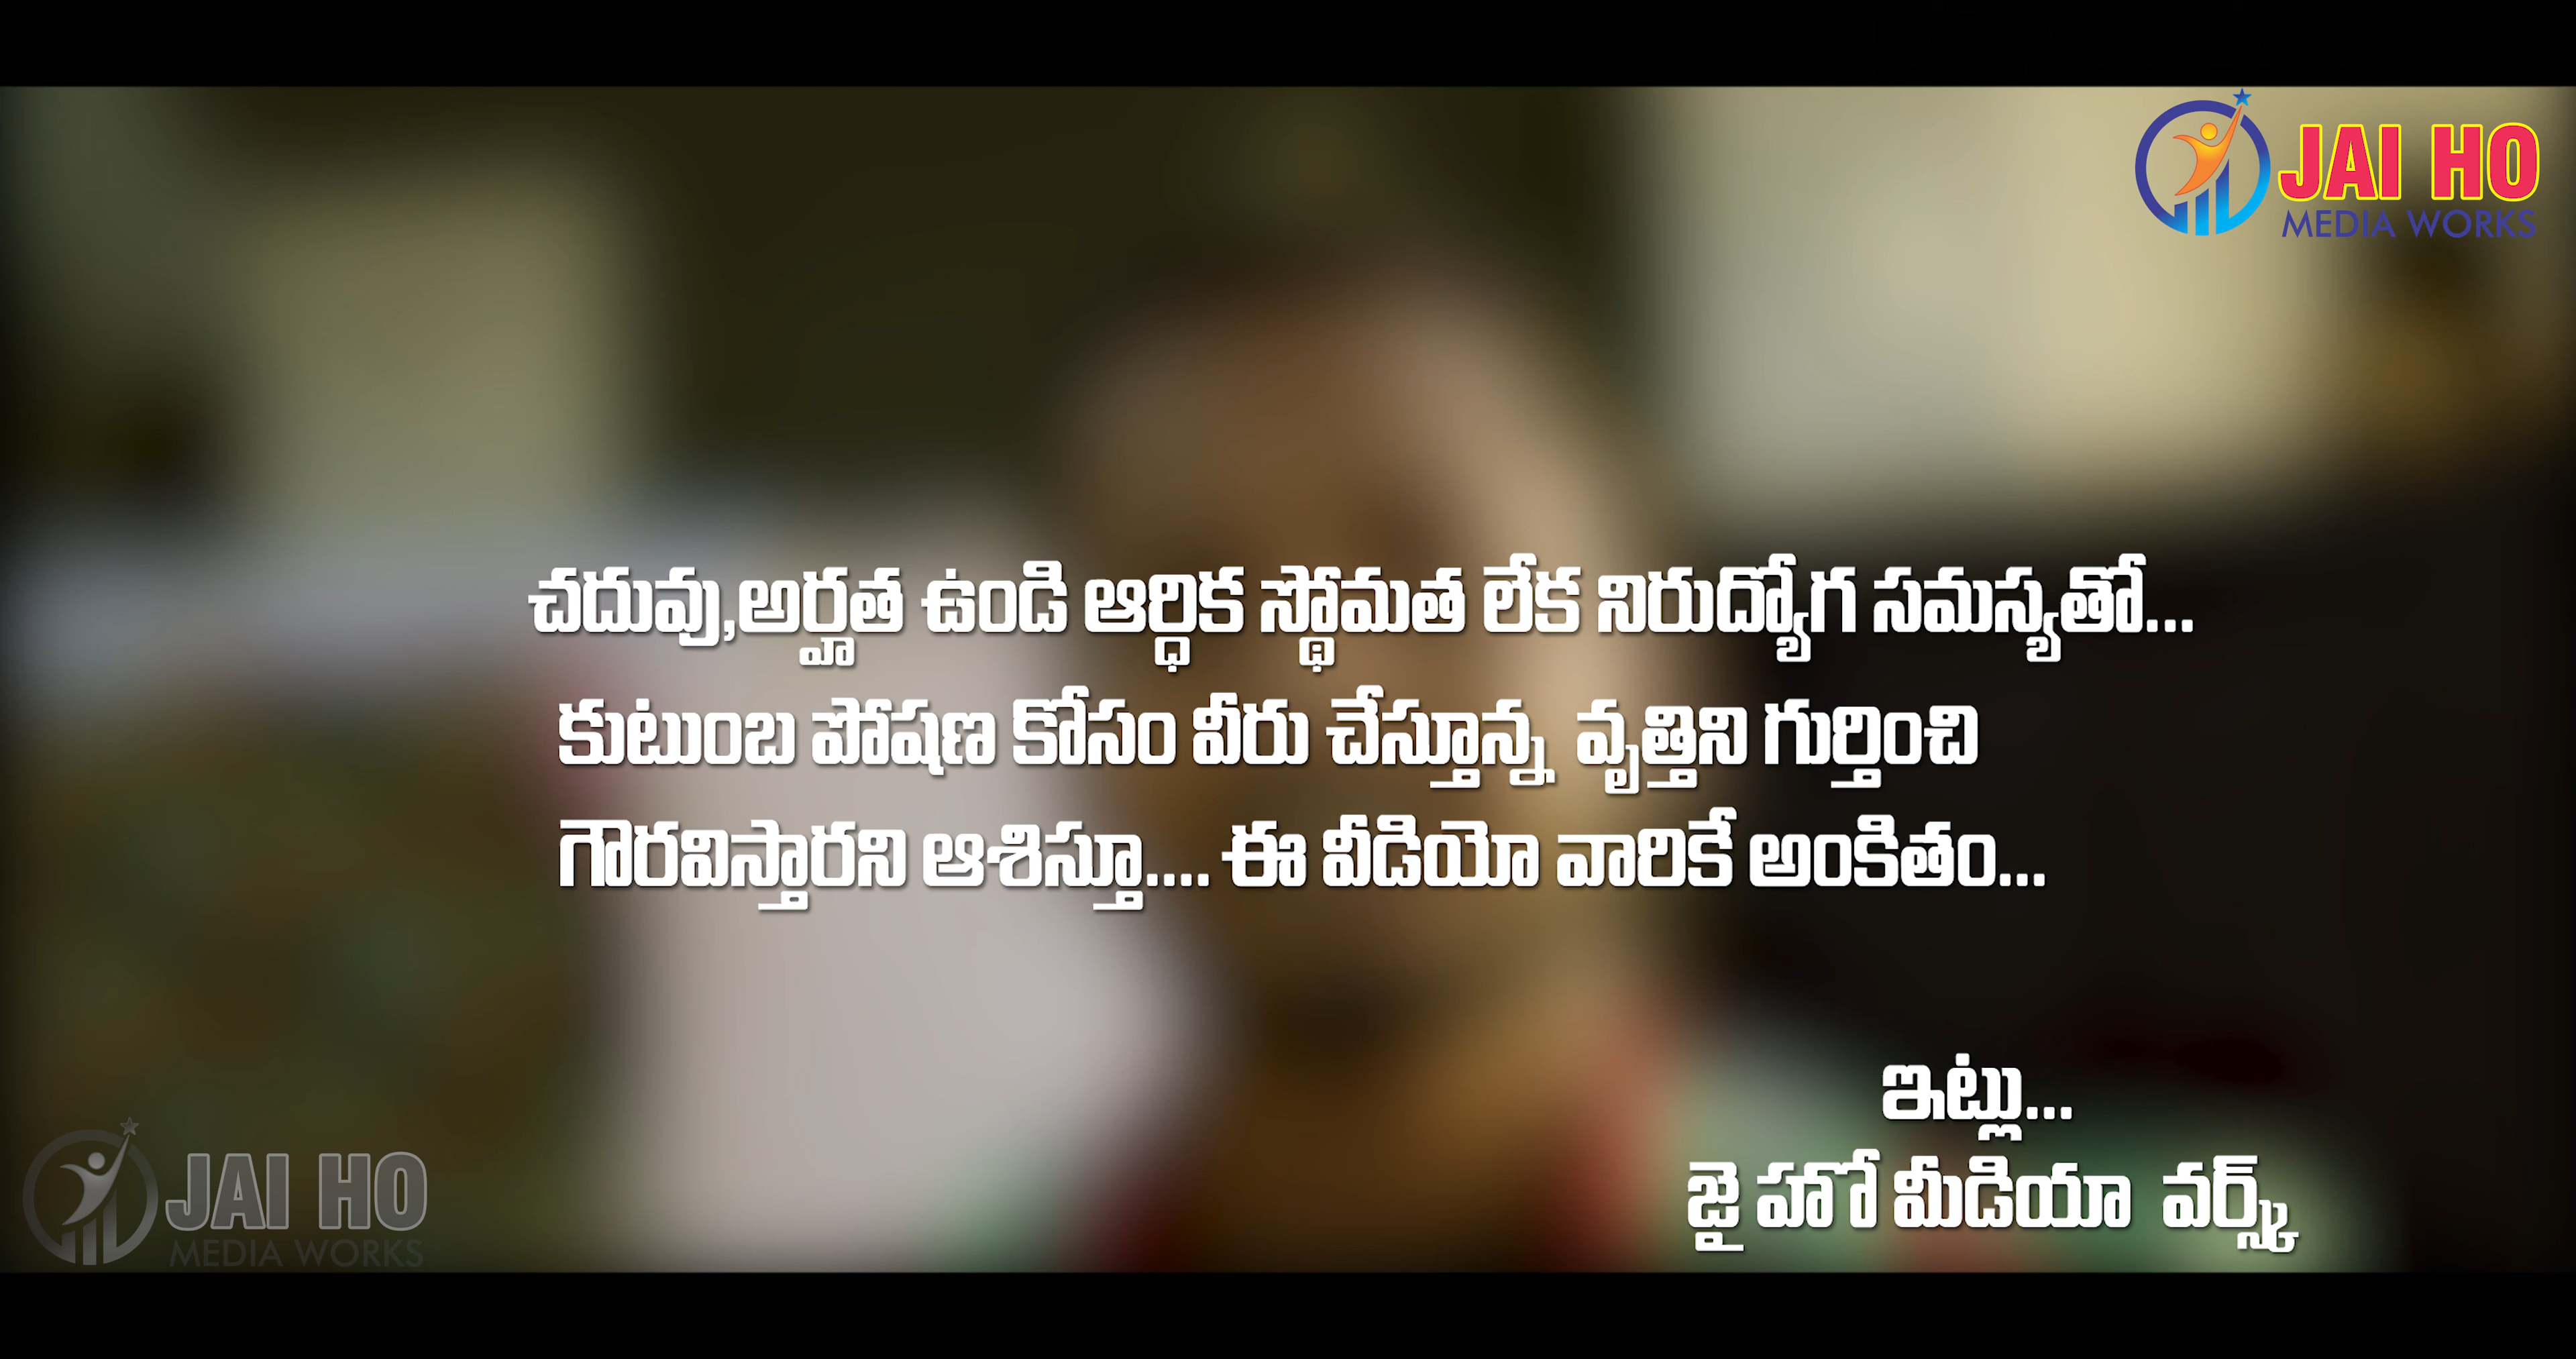 JAI HO
MEDIA WORKS
చదువు,అర్హత ఉండి ఆర్ధిక స్థోమత లేక నిరుద్యోగ సమస్యతో...
కుటుంబ పోషణ కోసం వీరు చేస్తూన్న వృత్తిని గుర్తించి
గౌరవిస్తారని ఆశిస్తూ.... ఈ వీడియో వారికే అంకితం...
ఇట్లు...
జై హో మీడియా వర్క్స్
JAI HO
MEDIA WORKS